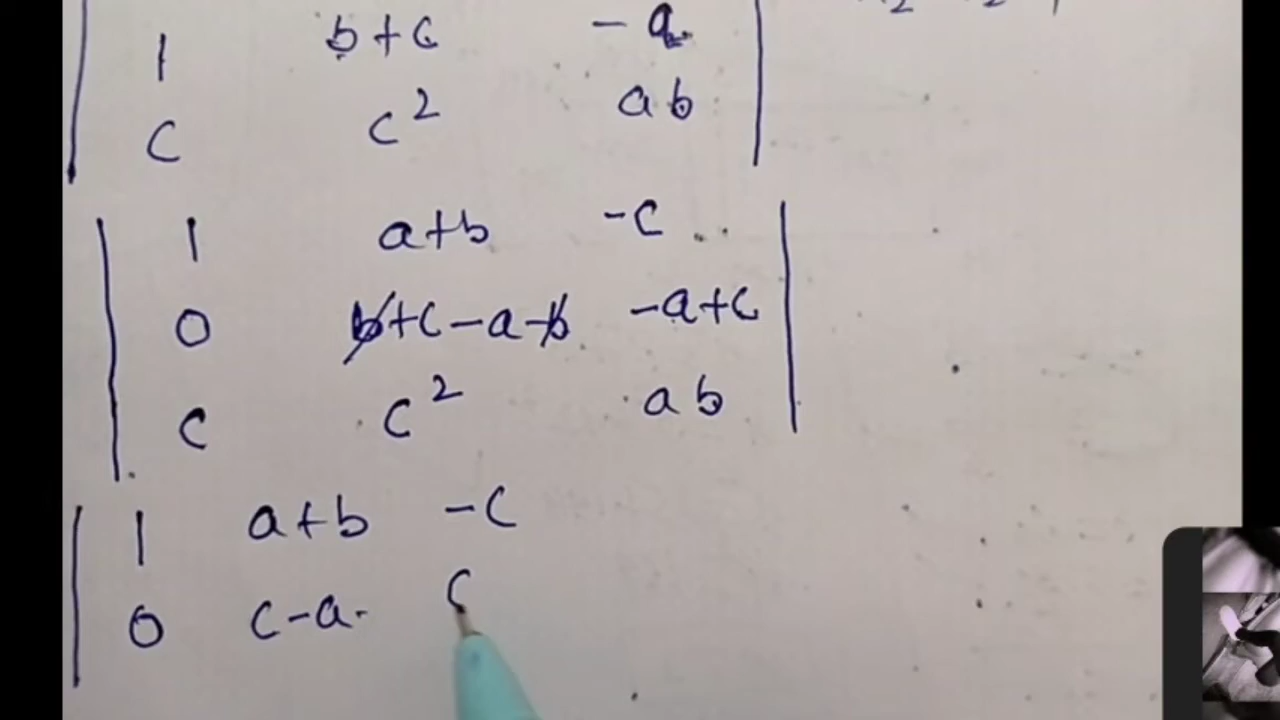 1 b+c -a
c c² ab
1 a+b -c
0 b+c-a-b -a+c
c c² ab
1 a+b -c
0 c-a c